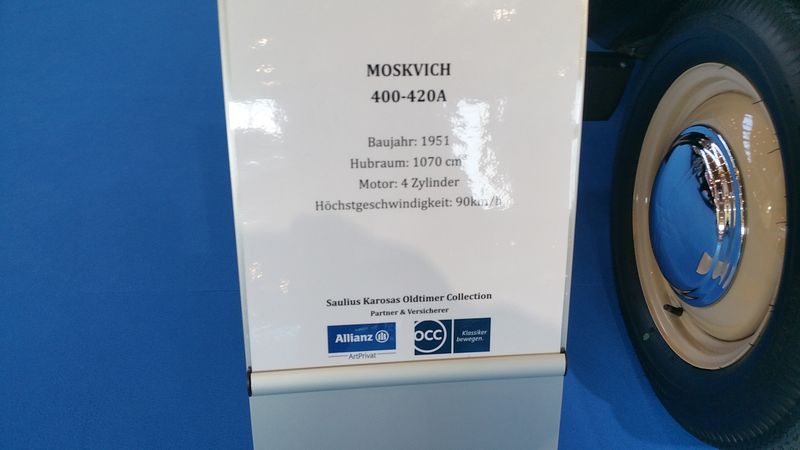 MOSKVICH
400-420A
Baujahr: 1951
Hubraum: 1070 cm³
Motor: 4 Zylinder
Höchstgeschwindigkeit: 90km/h
Saulius Karosas Oldtimer Collection
Partner & Versicherer
Allianz
ArtPrivat
OCC
Klassiker
bewegen.